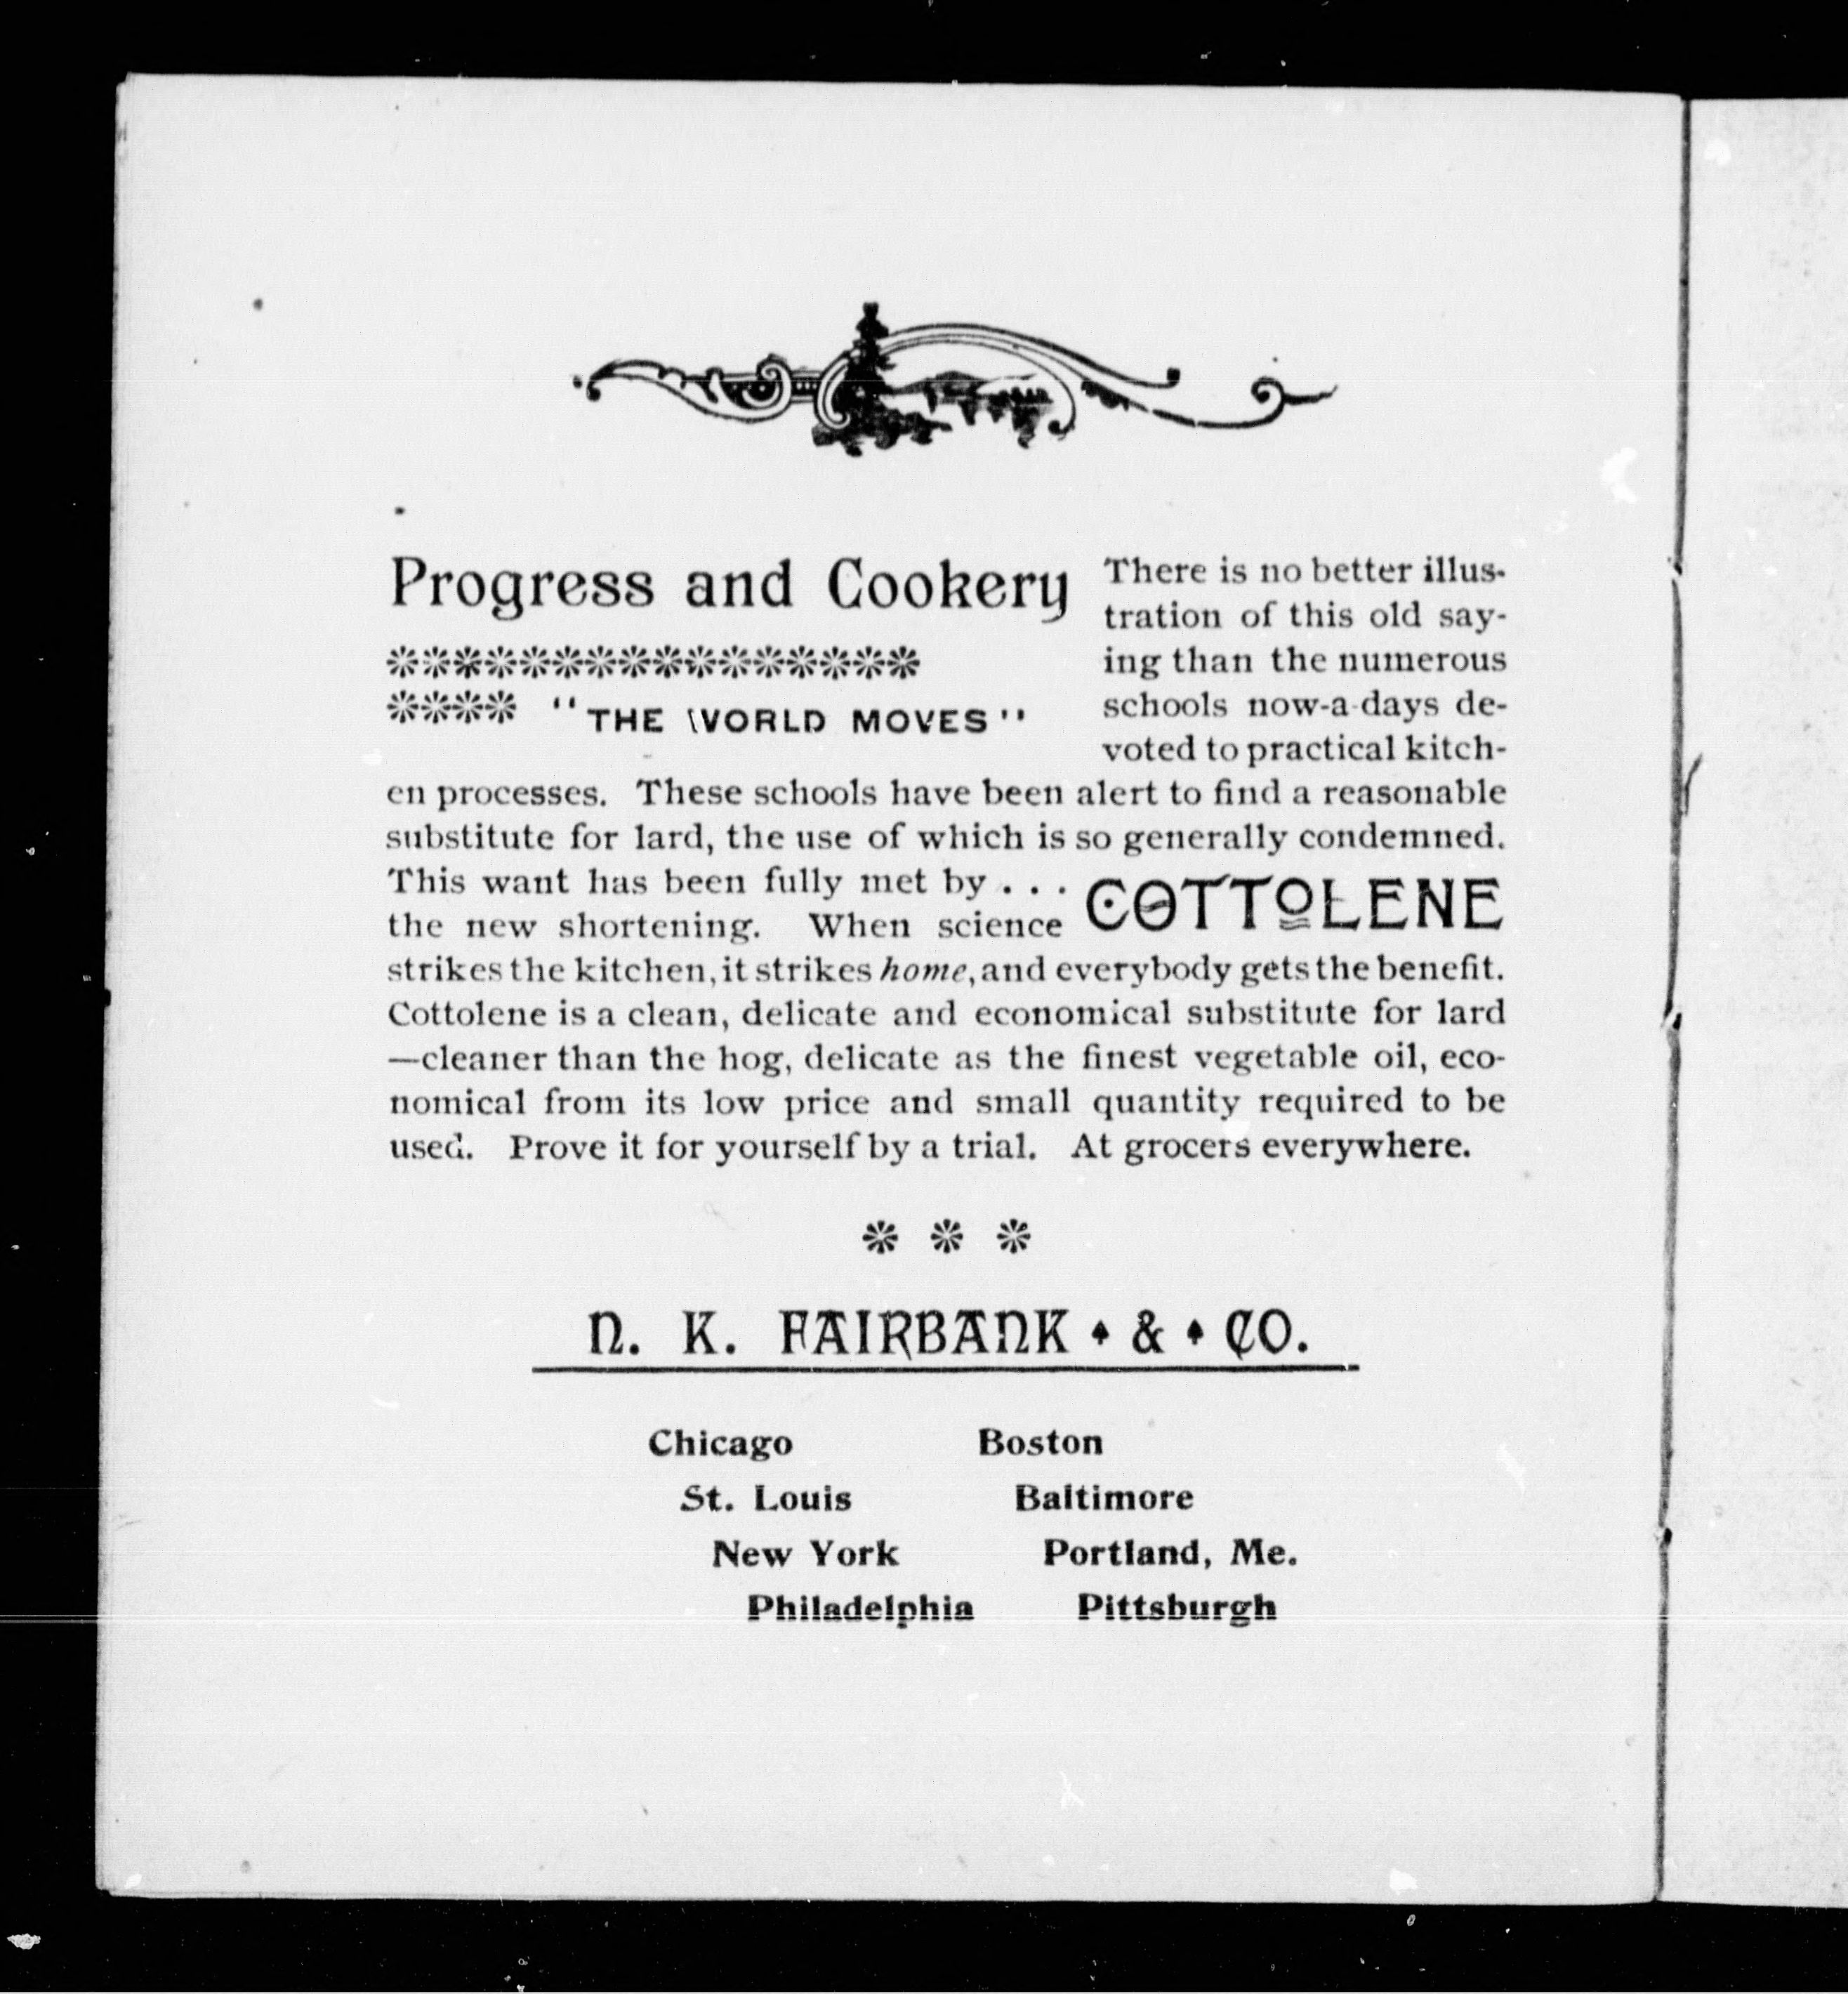 Progress and Cookery
"THE WORLD MOVES"
There is no better illus-
tration of this old say-
ing than the numerous
schools now-a-days de-
voted to practical kitch-
en processes. These schools have been alert to find a reasonable
substitute for lard, the use of which is so generally condemned.
This want has been fully met by . . . COTTOLENE
the new shortening. When science
strikes the kitchen, it strikes home, and everybody gets the benefit.
Cottolene is a clean, delicate and economical substitute for lard
—cleaner than the hog, delicate as the finest vegetable oil, eco-
nomical from its low price and small quantity required to be
used. Prove it for yourself by a trial. At grocers everywhere.
N. K. FAIRBANK & CO.
Chicago Boston
St. Louis Baltimore
New York Portland, Me.
Philadelphia Pittsburgh